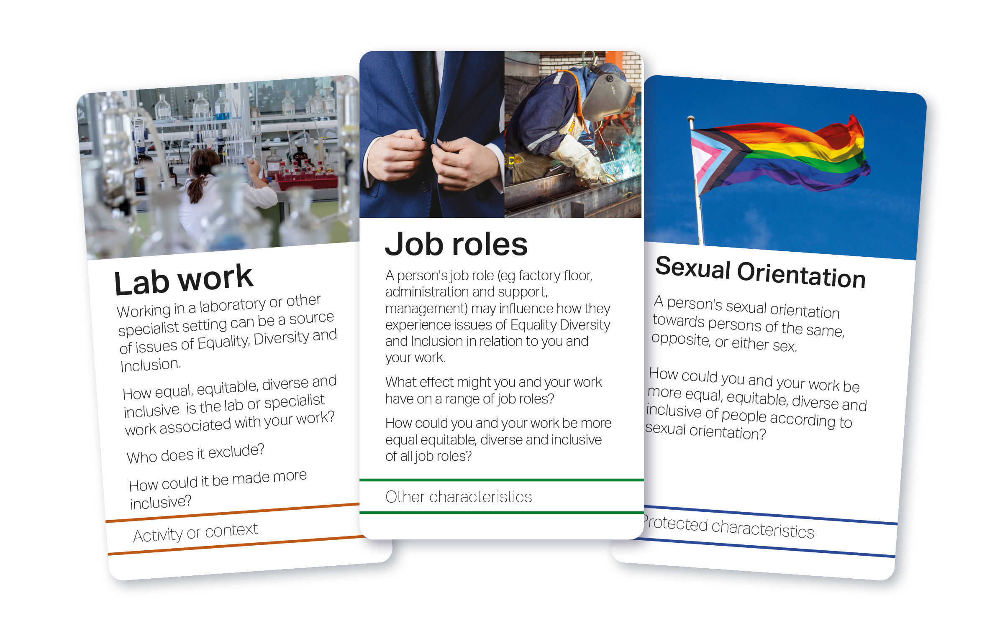 Lab work
Working in a laboratory or other
specialist setting can be a source
of issues of Equality, Diversity and
Inclusion.
How equal, equitable, diverse and
inclusive  is the lab or specialist
work associated with your work?
Who does it exclude?
How could it be made more
inclusive?
Activity or context
Job roles
A person's job role (eg factory floor,
administration and support,
management) may influence how they
experience issues of Equality Diversity
and Inclusion in relation to you and
your work.
What effect might you and your work
have on a range of job roles?
How could you and your work be more
equal equitable, diverse and inclusive
of all job roles?
Other characteristics
Sexual Orientation
A person's sexual orientation
towards persons of the same,
opposite, or either sex.
How could you and your work be
more equal, equitable, diverse and
inclusive of people according to
sexual orientation?
Protected characteristics